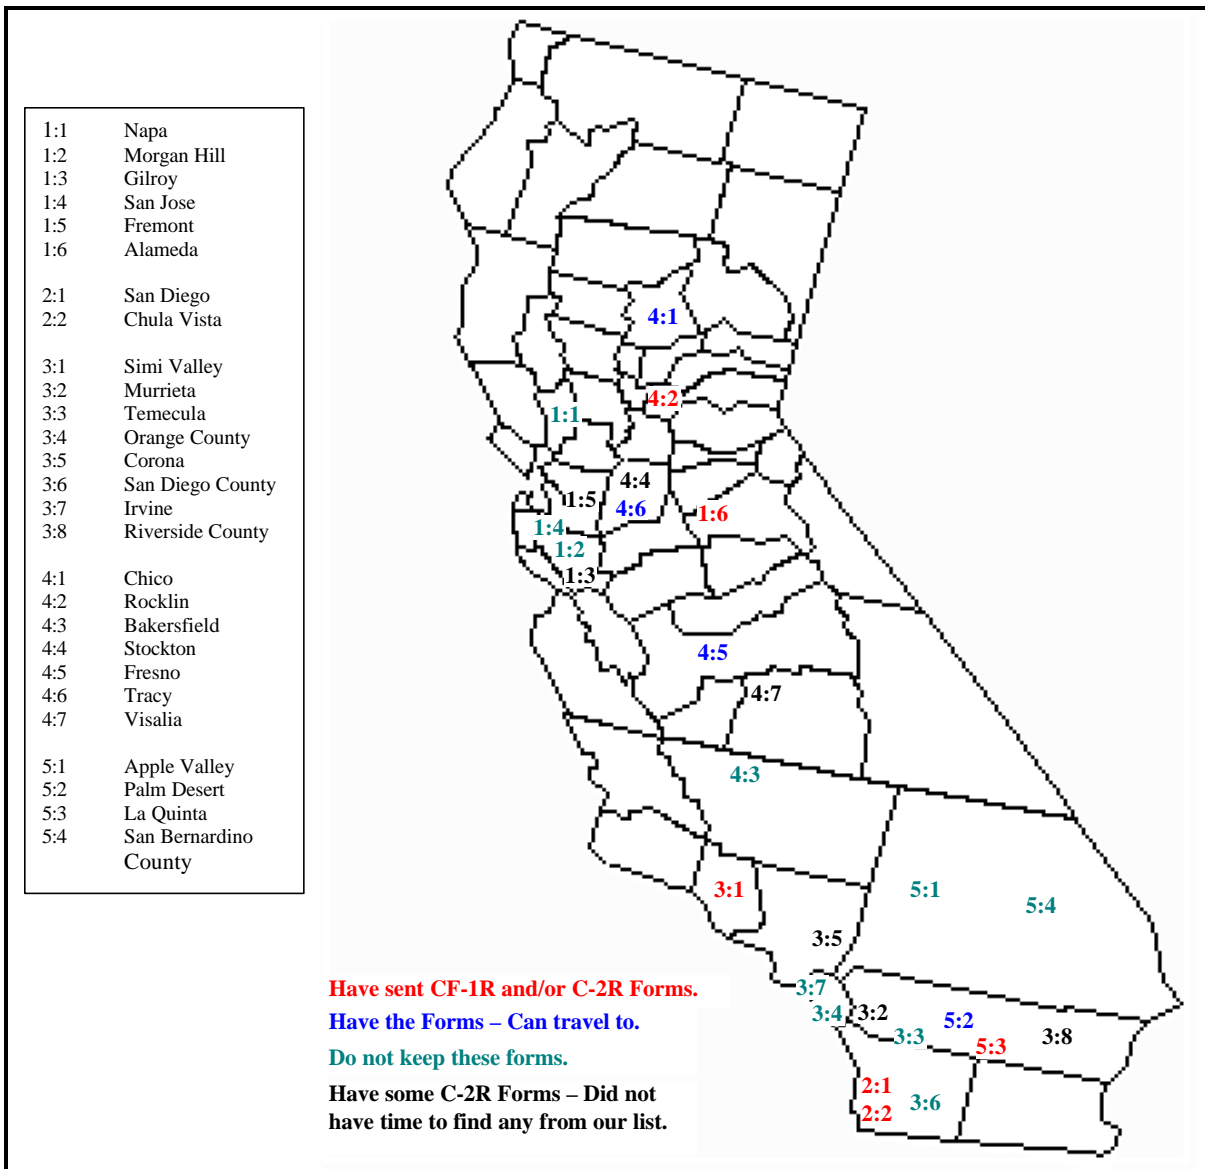 1:1 Napa
1:2 Morgan Hill
1:3 Gilroy
1:4 San Jose
1:5 Fremont
1:6 Alameda
2:1 San Diego
2:2 Chula Vista
3:1 Simi Valley
3:2 Murrieta
3:3 Temecula
3:4 Orange County
3:5 Corona
3:6 San Diego County
3:7 Irvine
3:8 Riverside County
4:1 Chico
4:2 Rocklin
4:3 Bakersfield
4:4 Stockton
4:5 Fresno
4:6 Tracy
4:7 Visalia
5:1 Apple Valley
5:2 Palm Desert
5:3 La Quinta
5:4 San Bernardino
County
4:1
4:2
1:1
4:4
1:5
4:6
1:6
1:4
1:2
1:3
4:5
4:7
4:3
3:1
5:1
5:4
3:5
3:7
3:4
3:2
5:2
3:3
3:8
5:3
2:1
3:6
2:2
Have sent CF-1R and/or C-2R Forms.
Have the Forms – Can travel to.
Do not keep these forms.
Have some C-2R Forms – Did not
have time to find any from our list.